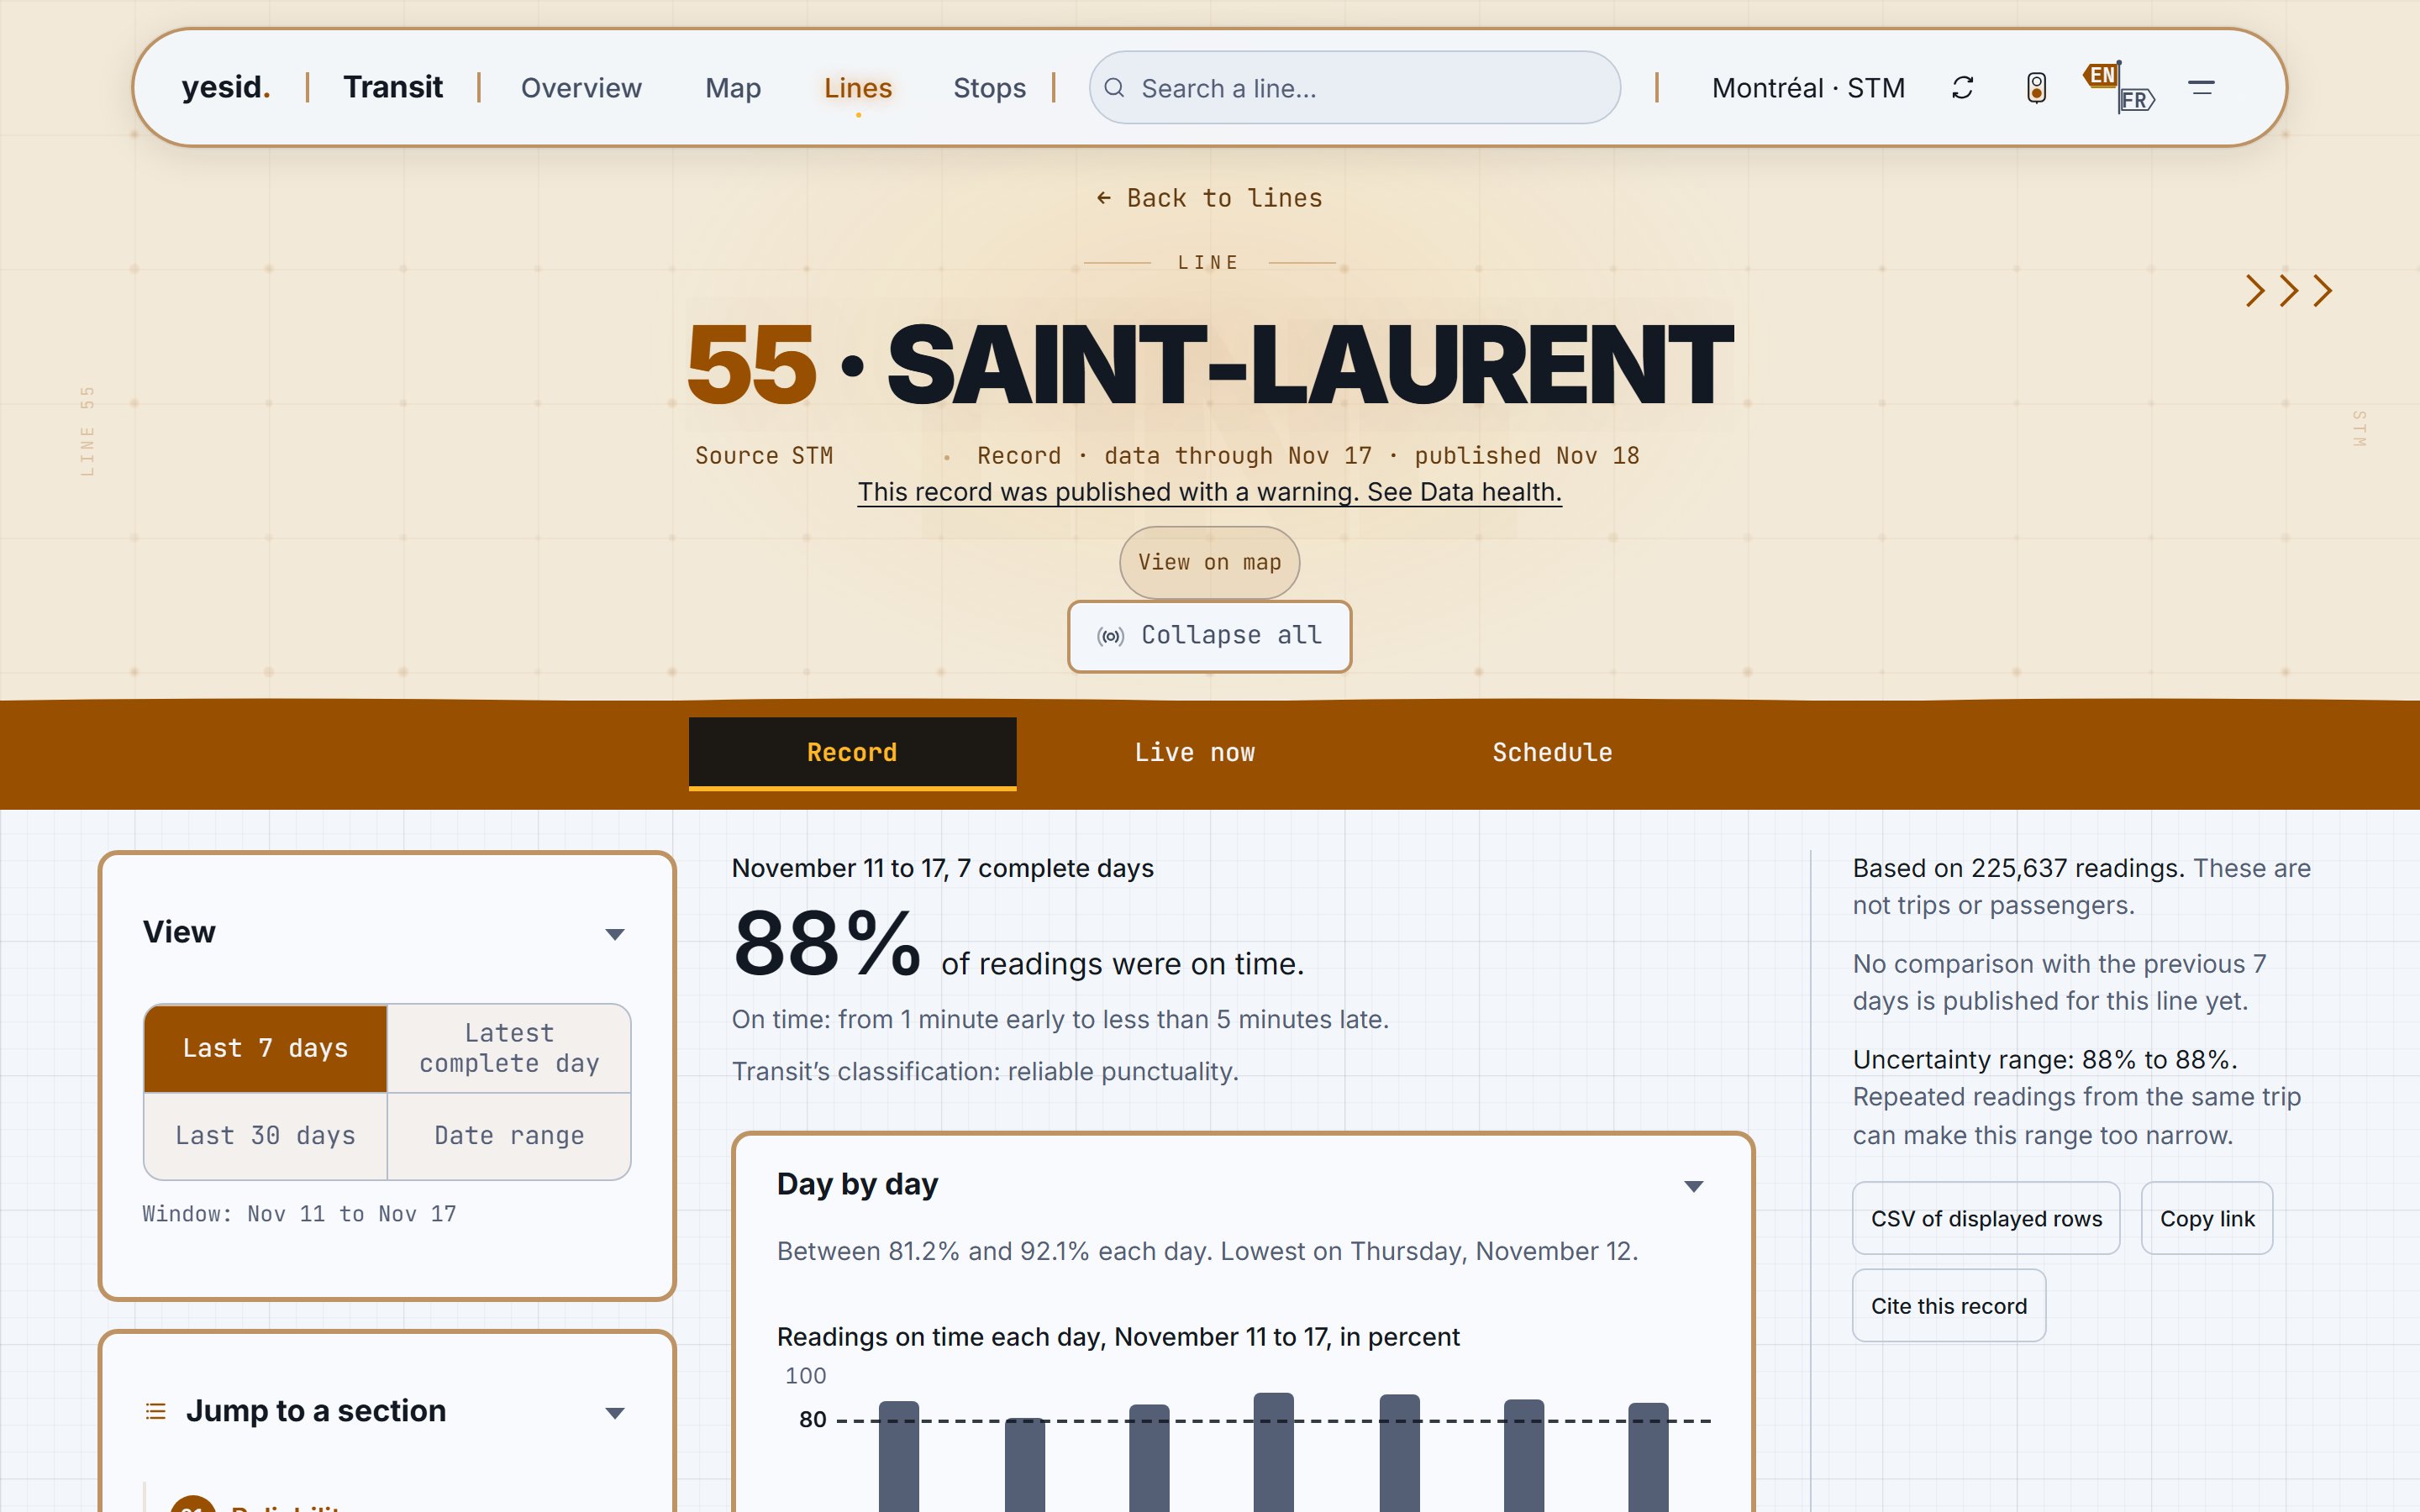 yesid. Transit Overview Map Lines Stops Search a line... Montréal · STM EN FR
← Back to lines
LINE
55 · SAINT-LAURENT
LINE 55
STM
Source STM · Record · data through Nov 17 · published Nov 18
This record was published with a warning. See Data health.
View on map
Collapse all
Record Live now Schedule
View
Last 7 days
Latest
complete day
Last 30 days
Date range
Window: Nov 11 to Nov 17
Jump to a section
November 11 to 17, 7 complete days
88% of readings were on time.
On time: from 1 minute early to less than 5 minutes late.
Transit’s classification: reliable punctuality.
Day by day
Between 81.2% and 92.1% each day. Lowest on Thursday, November 12.
Readings on time each day, November 11 to 17, in percent
100
80
Based on 225,637 readings. These are
not trips or passengers.
No comparison with the previous 7
days is published for this line yet.
Uncertainty range: 88% to 88%.
Repeated readings from the same trip
can make this range too narrow.
CSV of displayed rows
Copy link
Cite this record